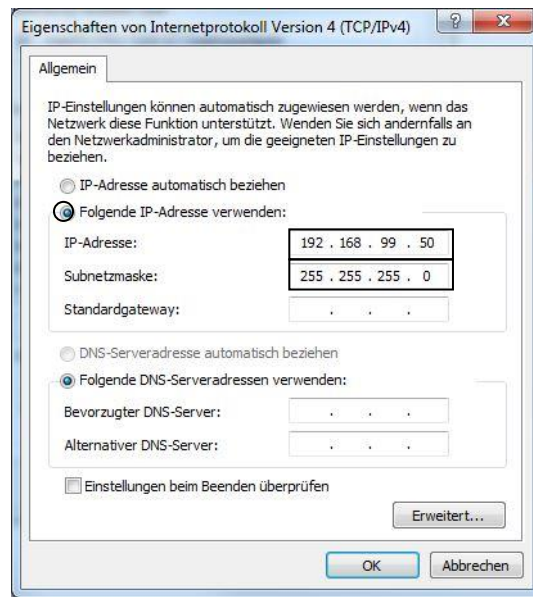 Eigenschaften von Internetprotokoll Version 4 (TCP/IPv4)
Allgemein
IP-Einstellungen können automatisch zugewiesen werden, wenn das
Netzwerk diese Funktion unterstützt. Wenden Sie sich andernfalls an
den Netzwerkadministrator, um die geeigneten IP-Einstellungen zu
beziehen.
IP-Adresse automatisch beziehen
Folgende IP-Adresse verwenden:
IP-Adresse: 192 . 168 . 99 . 50
Subnetzmaske: 255 . 255 . 255 . 0
Standardgateway: . . .
DNS-Serveradresse automatisch beziehen
Folgende DNS-Serveradressen verwenden:
Bevorzugter DNS-Server: . . .
Alternativer DNS-Server: . . .
Einstellungen beim Beenden überprüfen
Erweitert...
OK Abbrechen